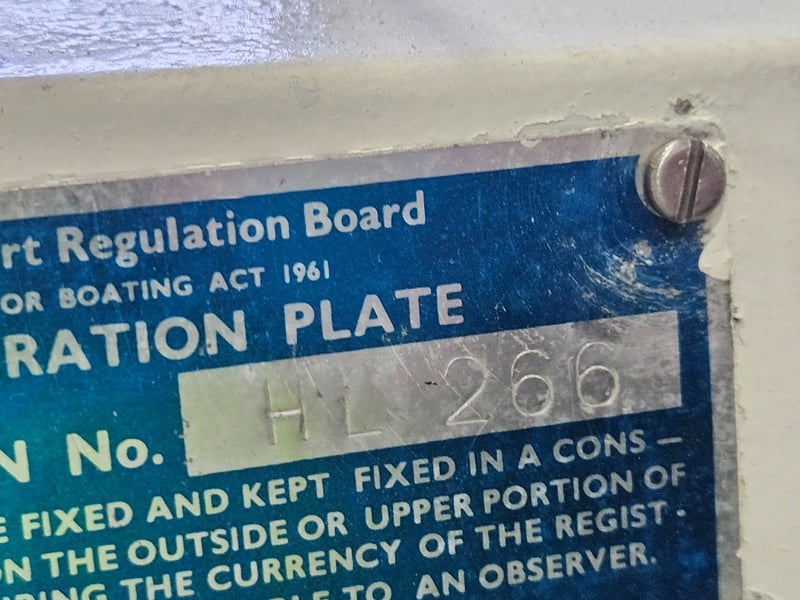 rt Regulation Board
OR BOATING ACT 1961
RATION PLATE
N No. HL 266
E FIXED AND KEPT FIXED IN A CONS —
ON THE OUTSIDE OR UPPER PORTION OF
RING THE CURRENCY OF THE REGIST-
BLE TO AN OBSERVER.